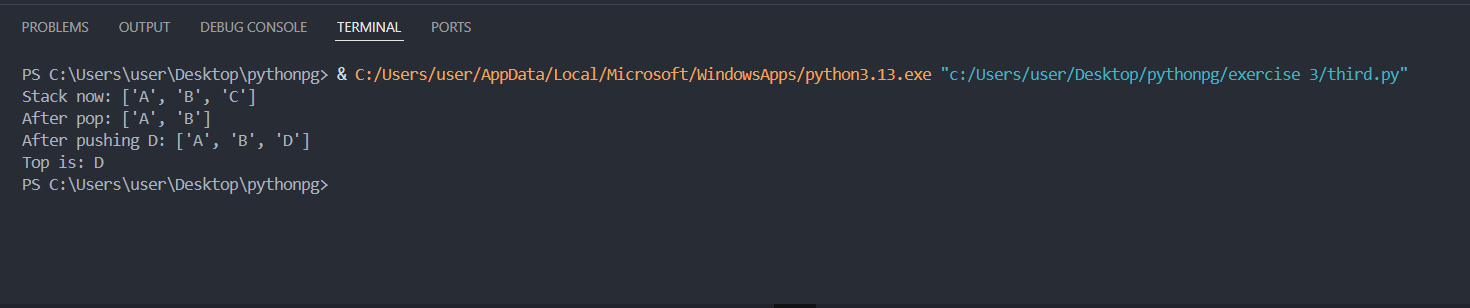 PROBLEMS OUTPUT DEBUG CONSOLE TERMINAL PORTS
PS C:\Users\user\Desktop\pythonpg> & C:/Users/user/AppData/Local/Microsoft/WindowsApps/python3.13.exe "c:/Users/user/Desktop/pythonpg/exercise 3/third.py"
Stack now: ['A', 'B', 'C']
After pop: ['A', 'B']
After pushing D: ['A', 'B', 'D']
Top is: D
PS C:\Users\user\Desktop\pythonpg>